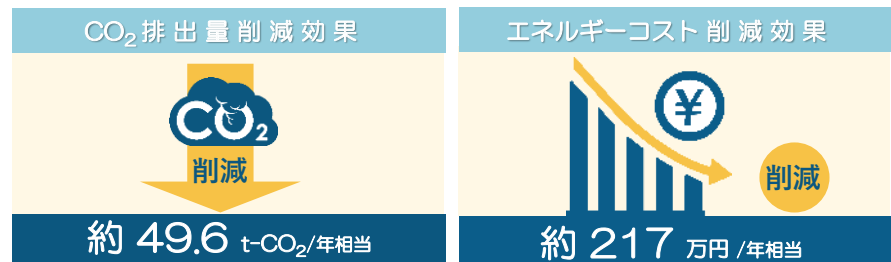 CO₂排出量削減効果
CO₂
削減
約 49.6 t-CO₂/年相当
エネルギーコスト削減効果
¥
削減
約 217 万円 /年相当